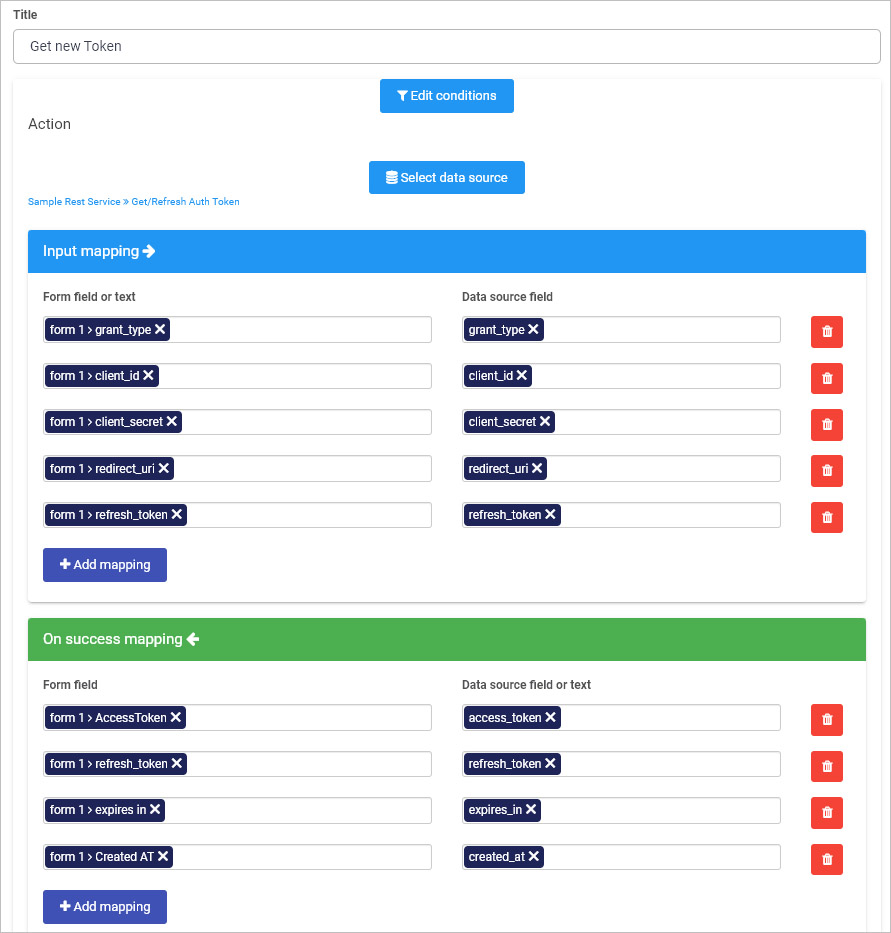 Title
Get new Token
Edit conditions
Action
Select data source
Sample Rest Service » Get/Refresh Auth Token
Input mapping
Form field or text Data source field
form 1 > grant_type grant_type
form 1 > client_id client_id
form 1 > client_secret client_secret
form 1 > redirect_uri redirect_uri
form 1 > refresh_token refresh_token
Add mapping
On success mapping
Form field Data source field or text
form 1 > AccessToken access_token
form 1 > refresh_token refresh_token
form 1 > expires in expires_in
form 1 > Created AT created_at
Add mapping